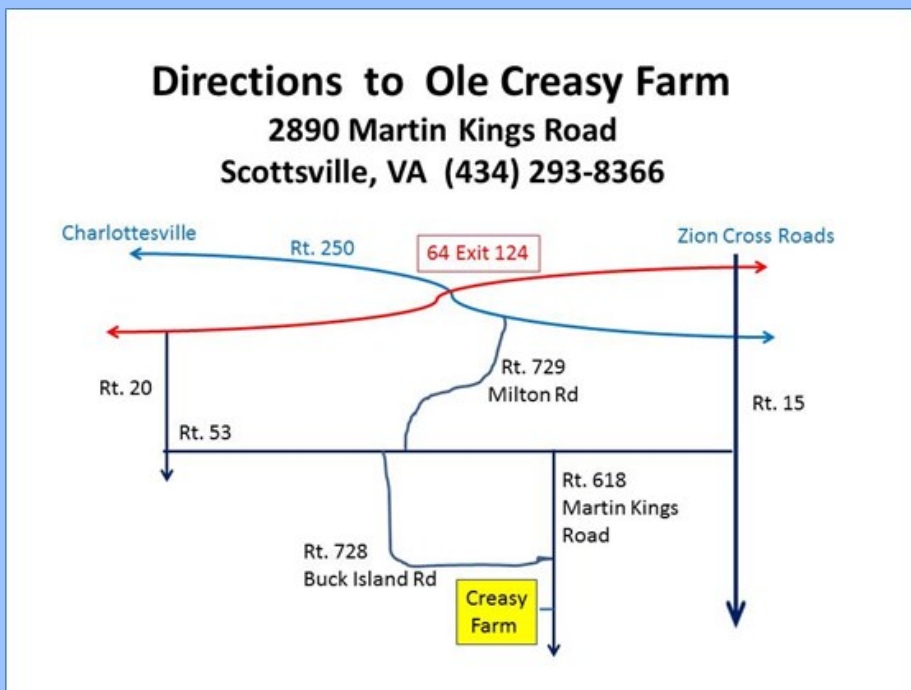 Directions to Ole Creasy Farm
2890 Martin Kings Road
Scottsville, VA (434) 293-8366
Charlottesville
Rt. 250
64 Exit 124
Zion Cross Roads
Rt. 20
Rt. 729
Milton Rd
Rt. 15
Rt. 53
Rt. 618
Martin Kings
Road
Rt. 728
Buck Island Rd
Creasy
Farm